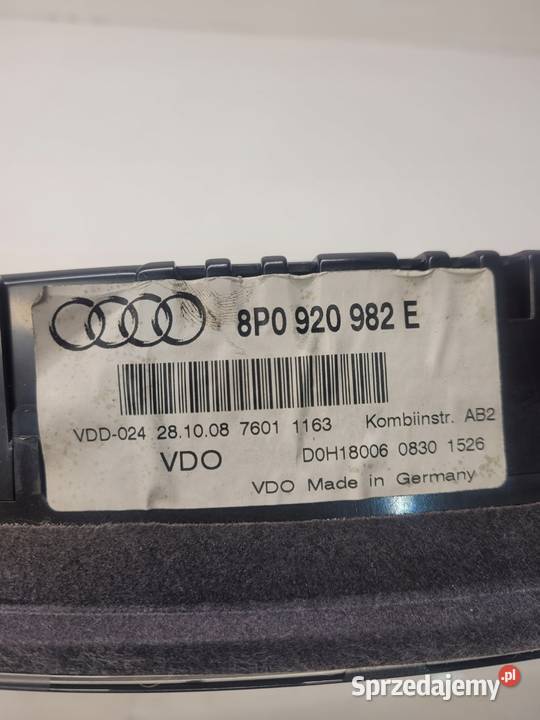 8P0 920 982 E
VDD-024 28.10.08 7601 1163 Kombiinstr. AB2
VDO D0H18006 0830 1526
VDO Made in Germany
Sprzedajemy.pl